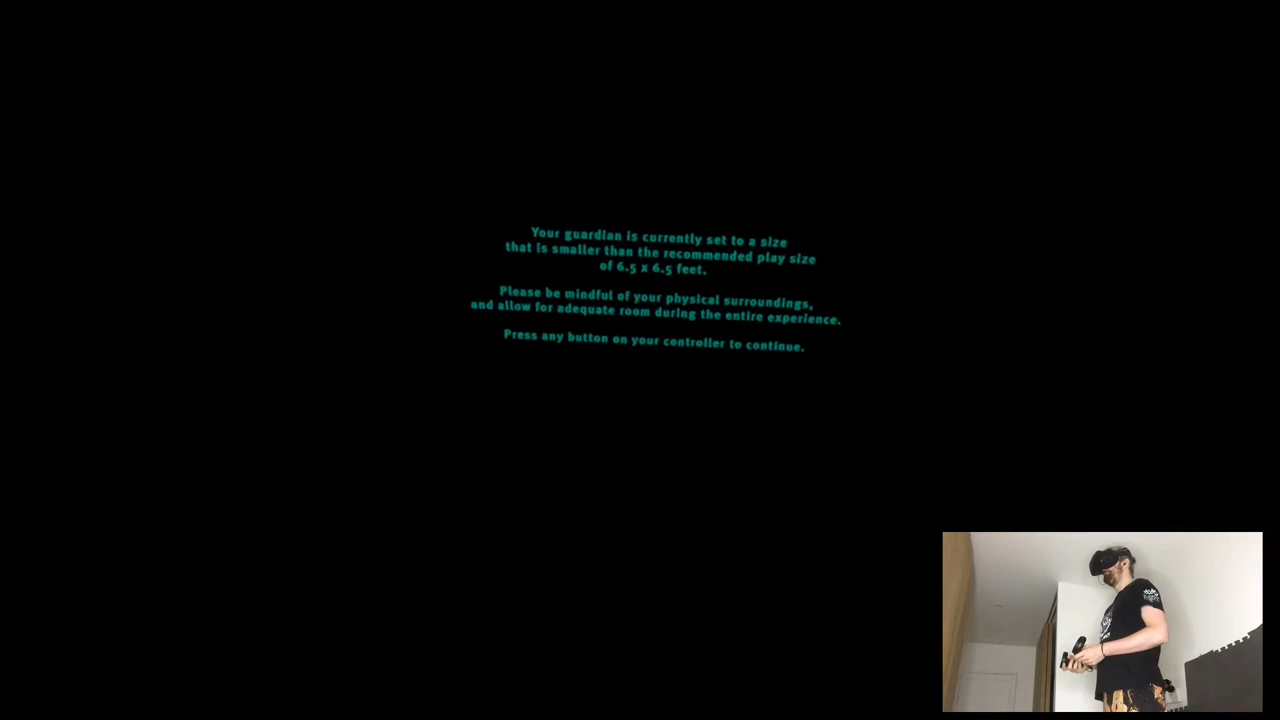 Your guardian is currently set to a size
that is smaller than the recommended play size
of 6.5 x 6.5 feet.
Please be mindful of your physical surroundings,
and allow for adequate room during the entire experience.
Press any button on your controller to continue.